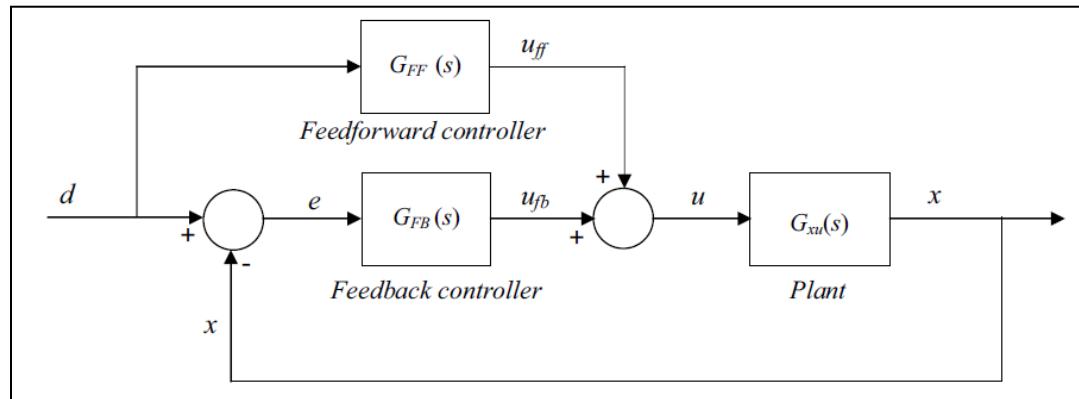 G_FF (s)
u_ff
Feedforward controller
d
+
-
e
G_FB (s)
u_fb
+
+
u
G_xu(s)
x
Feedback controller
Plant
x